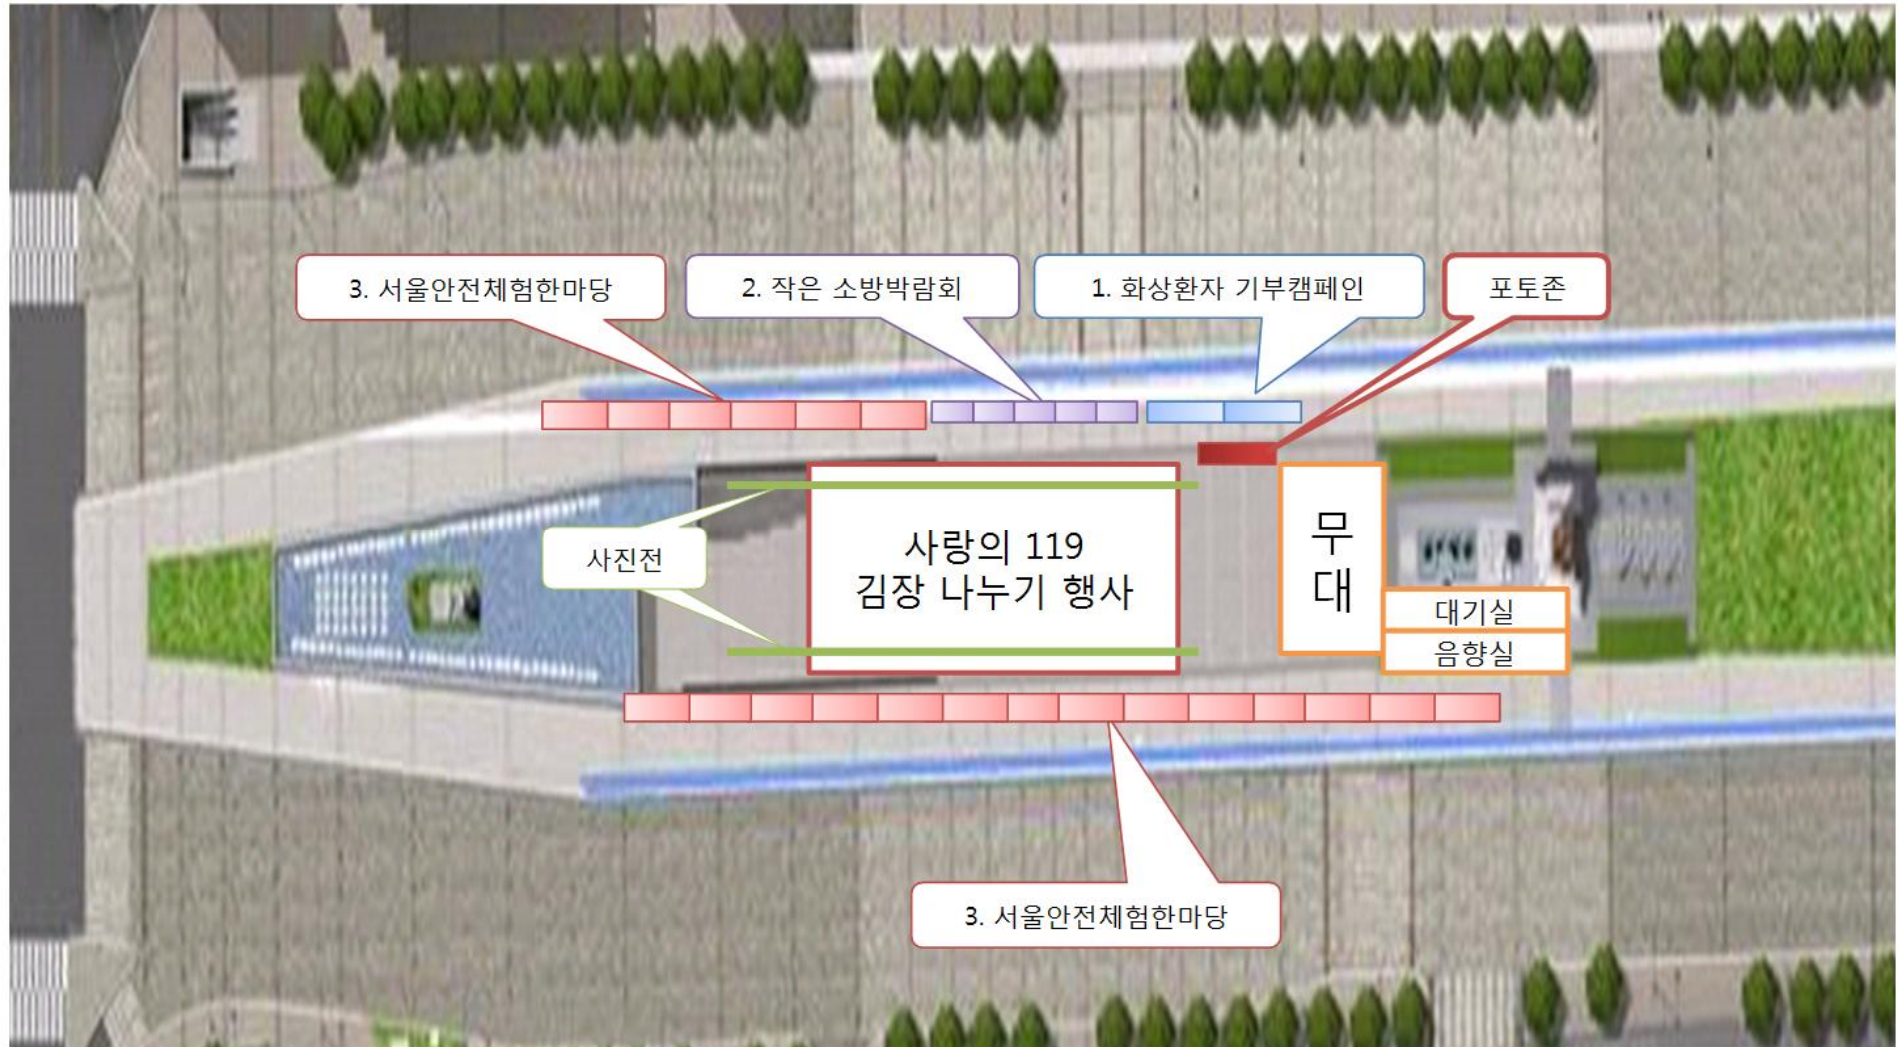 3. 서울안전체험한마당
2. 작은 소방박람회
1. 화상환자 기부캠페인
포토존
사진전
사랑의 119
김장 나누기 행사
무
대
대기실
음향실
3. 서울안전체험한마당